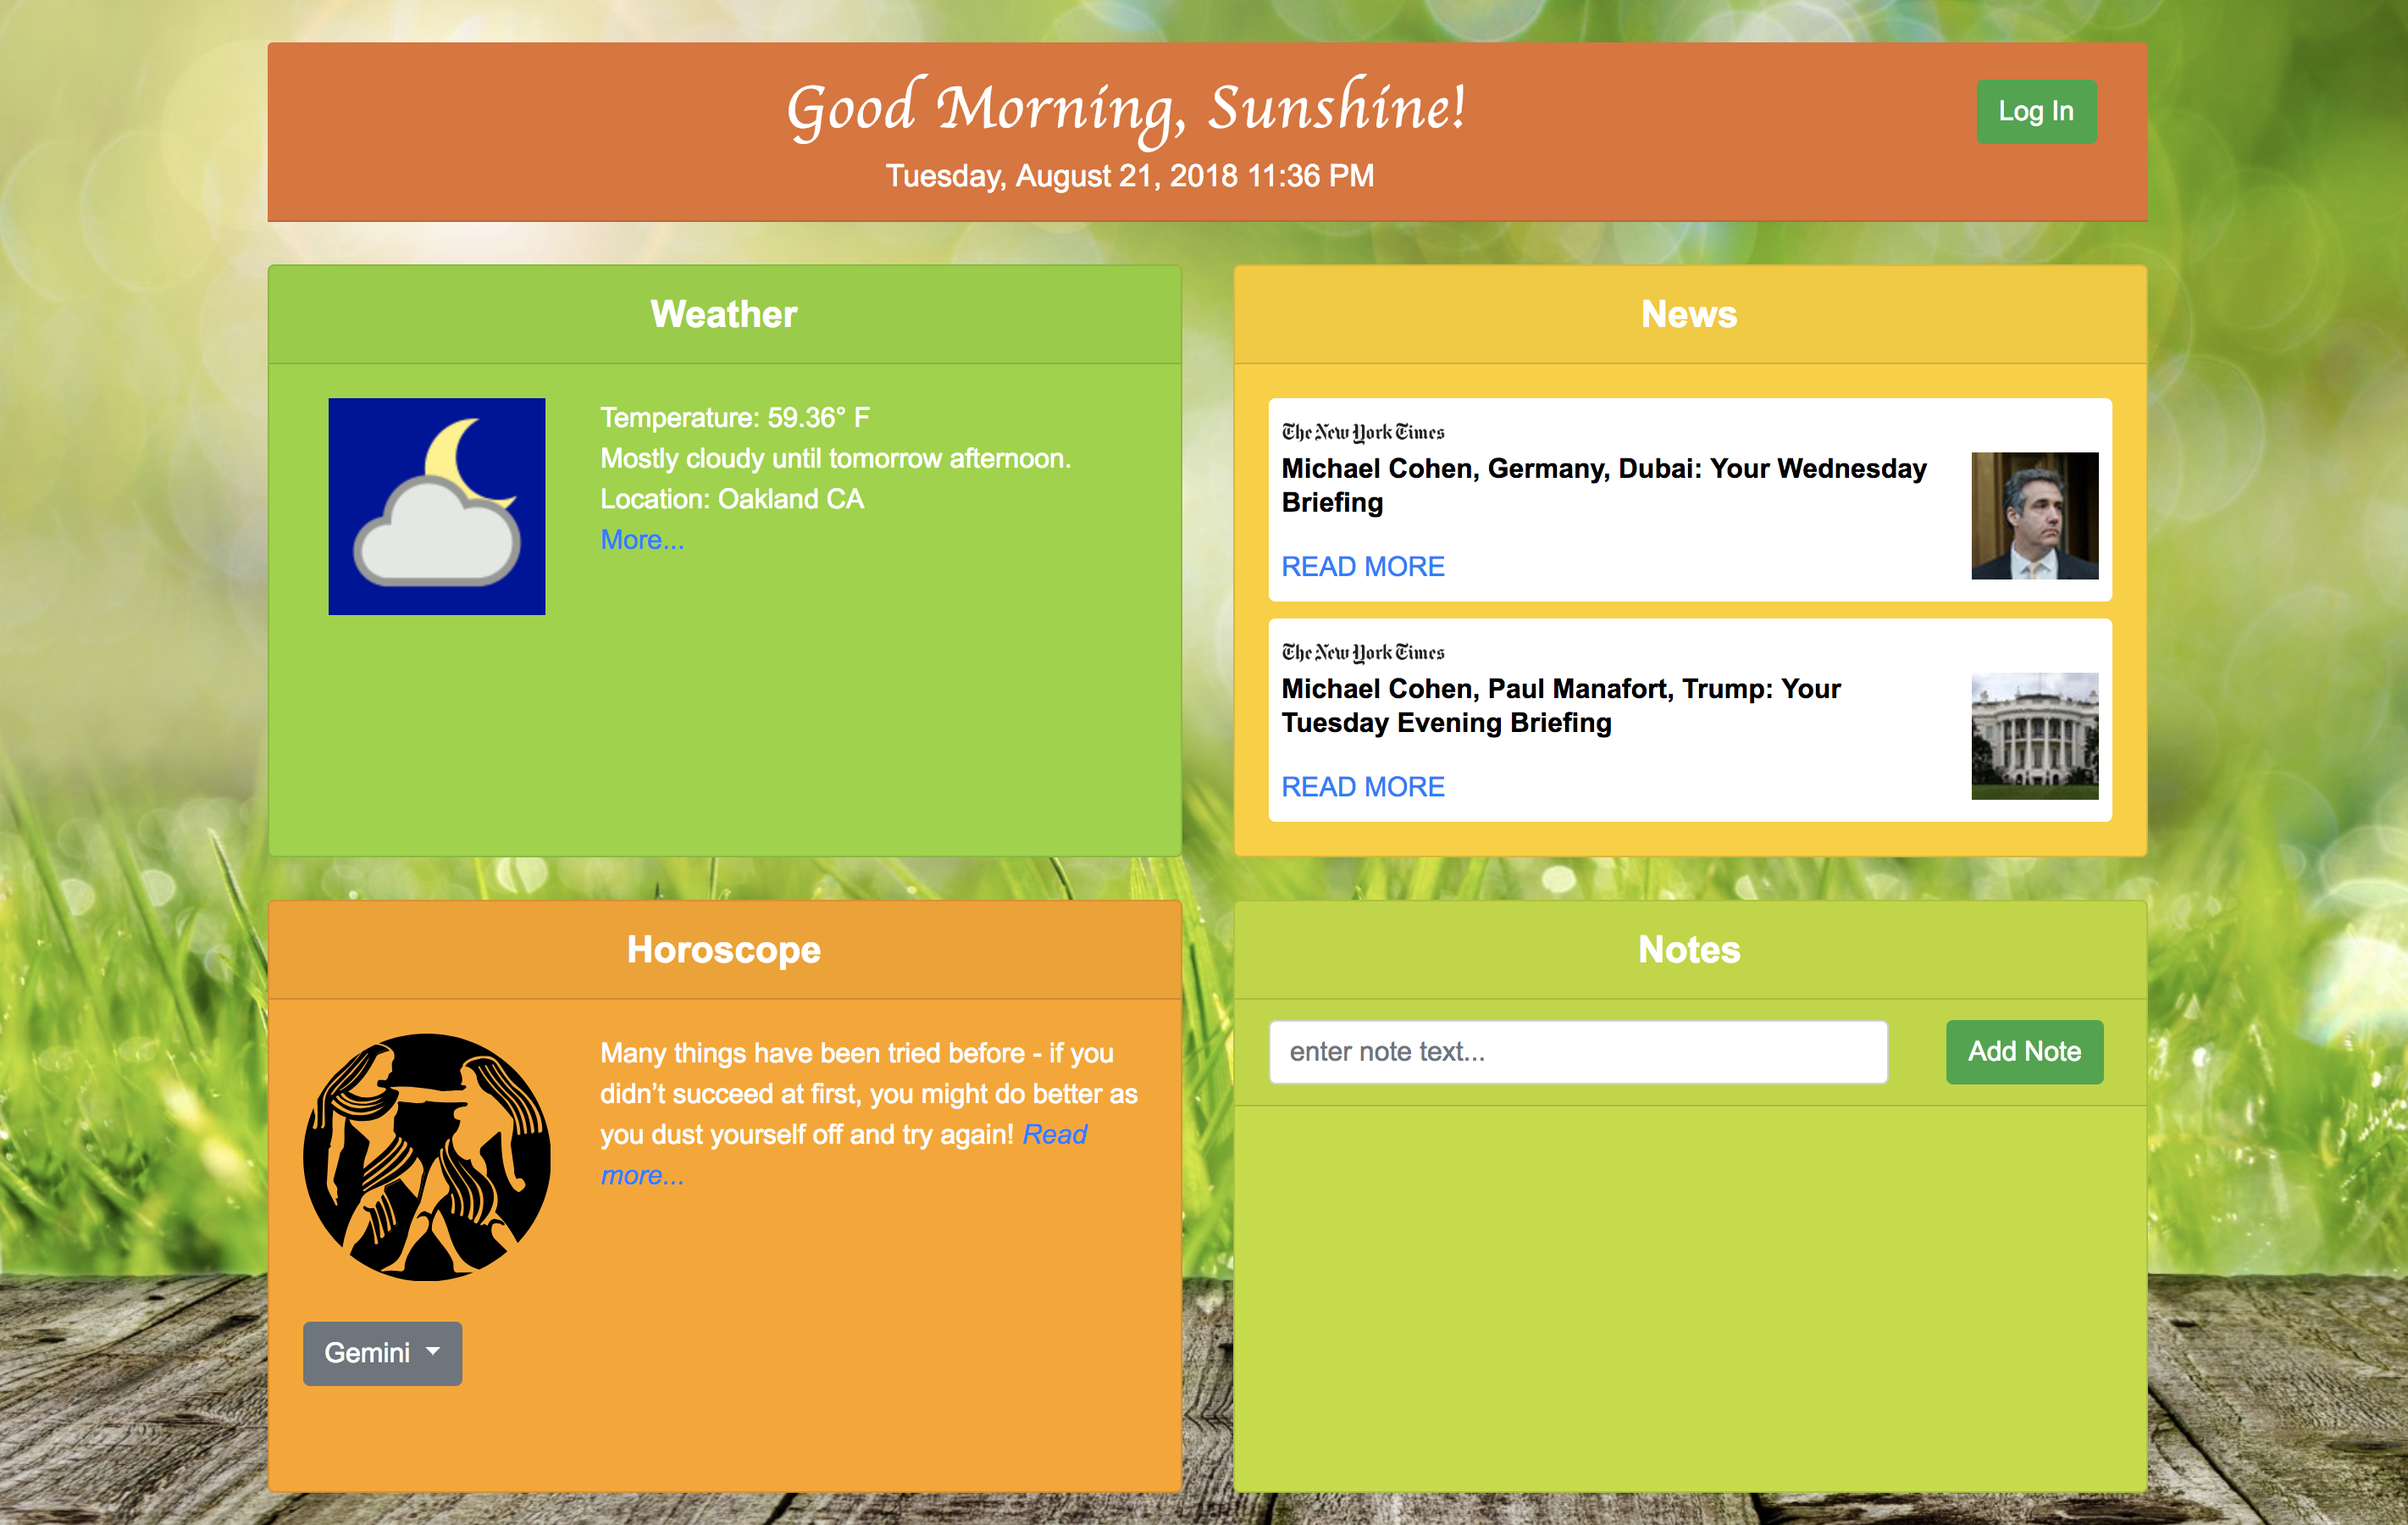 Good Morning, Sunshine!
Log In
Tuesday, August 21, 2018 11:36 PM
Weather
Temperature: 59.36° F
Mostly cloudy until tomorrow afternoon.
Location: Oakland CA
More...
News
The New York Times
Michael Cohen, Germany, Dubai: Your Wednesday
Briefing
READ MORE
The New York Times
Michael Cohen, Paul Manafort, Trump: Your
Tuesday Evening Briefing
READ MORE
Horoscope
Many things have been tried before - if you
didn’t succeed at first, you might do better as
you dust yourself off and try again! Read
more...
Gemini
Notes
enter note text...
Add Note